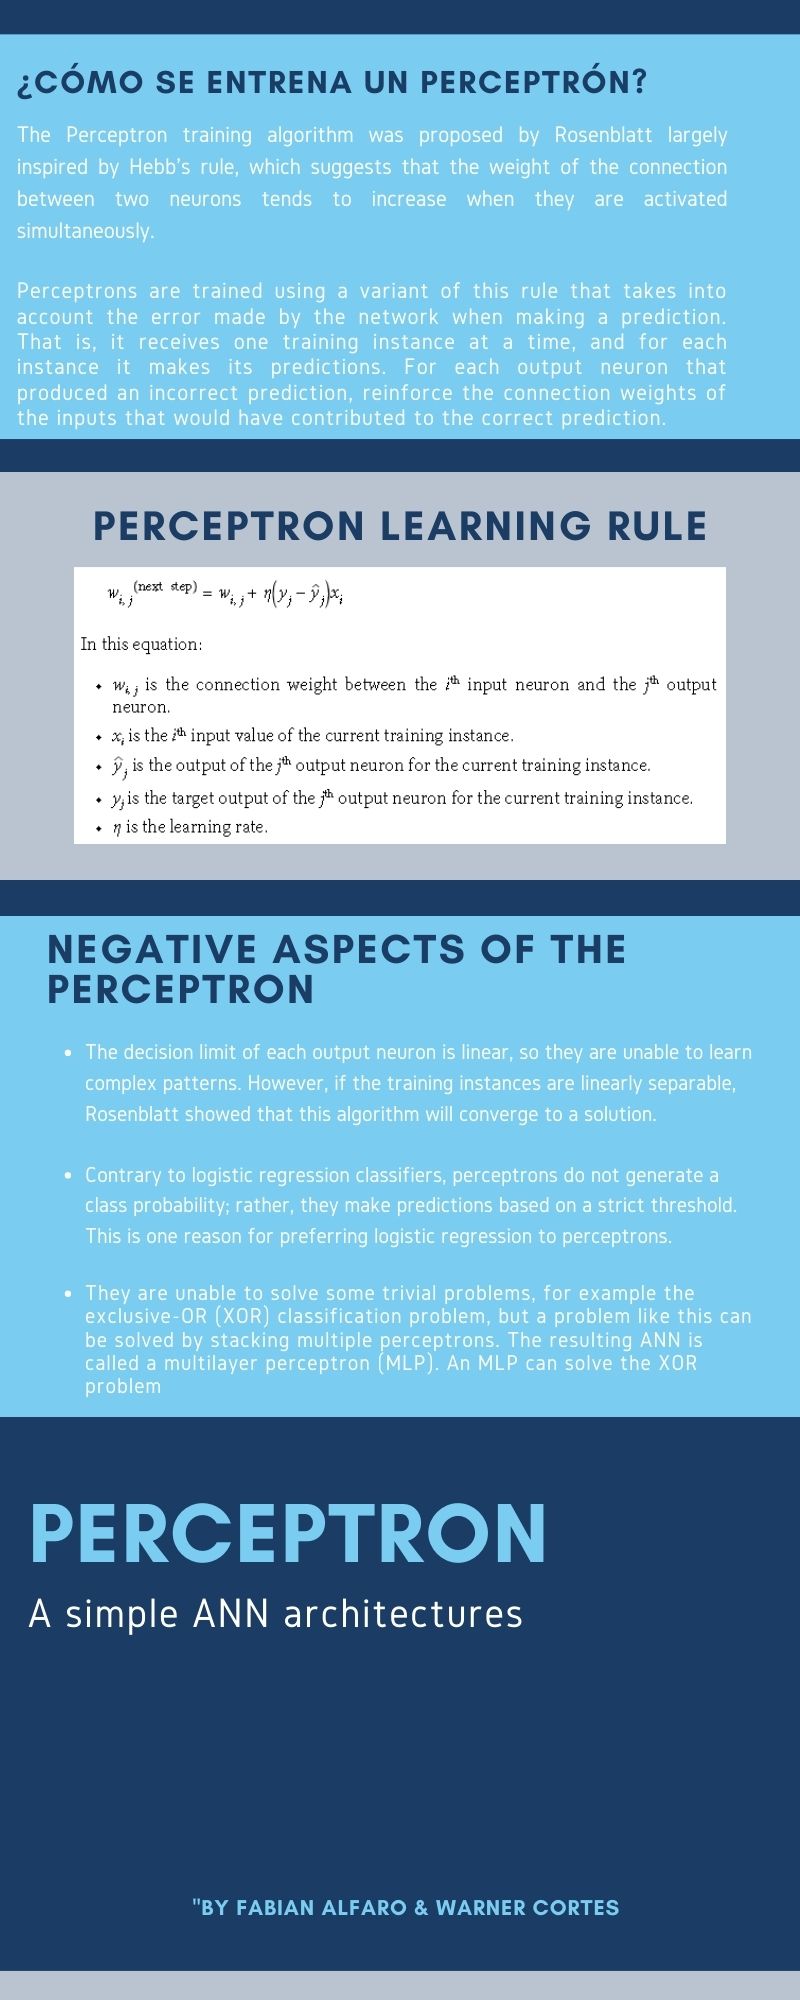 ¿CÓMO SE ENTRENA UN PERCEPTRÓN?
The Perceptron training algorithm was proposed by Rosenblatt largely
inspired by Hebb's rule, which suggests that the weight of the connection
between two neurons tends to increase when they are activated
simultaneously.
Perceptrons are trained using a variant of this rule that takes into
account the error made by the network when making a prediction.
That is, it receives one training instance at a time, and for each
instance it makes its predictions. For each output neuron that
produced an incorrect prediction, reinforce the connection weights of
the inputs that would have contributed to the correct prediction.
PERCEPTRON LEARNING RULE
w_{i,j}^{(next step)} = w_{i,j} + η(y_j − ŷ_j)x_i
In this equation:
• w_{i,j} is the connection weight between the i^{th} input neuron and the j^{th} output
neuron.
• x_i is the i^{th} input value of the current training instance.
• ŷ_j is the output of the j^{th} output neuron for the current training instance.
• y_j is the target output of the j^{th} output neuron for the current training instance.
• η is the learning rate.
NEGATIVE ASPECTS OF THE
PERCEPTRON
• The decision limit of each output neuron is linear, so they are unable to learn
complex patterns. However, if the training instances are linearly separable,
Rosenblatt showed that this algorithm will converge to a solution.
• Contrary to logistic regression classifiers, perceptrons do not generate a
class probability; rather, they make predictions based on a strict threshold.
This is one reason for preferring logistic regression to perceptrons.
• They are unable to solve some trivial problems, for example the
exclusive-OR (XOR) classification problem, but a problem like this can
be solved by stacking multiple perceptrons. The resulting ANN is
called a multilayer perceptron (MLP). An MLP can solve the XOR
problem
PERCEPTRON
A simple ANN architectures
"BY FABIAN ALFARO & WARNER CORTES